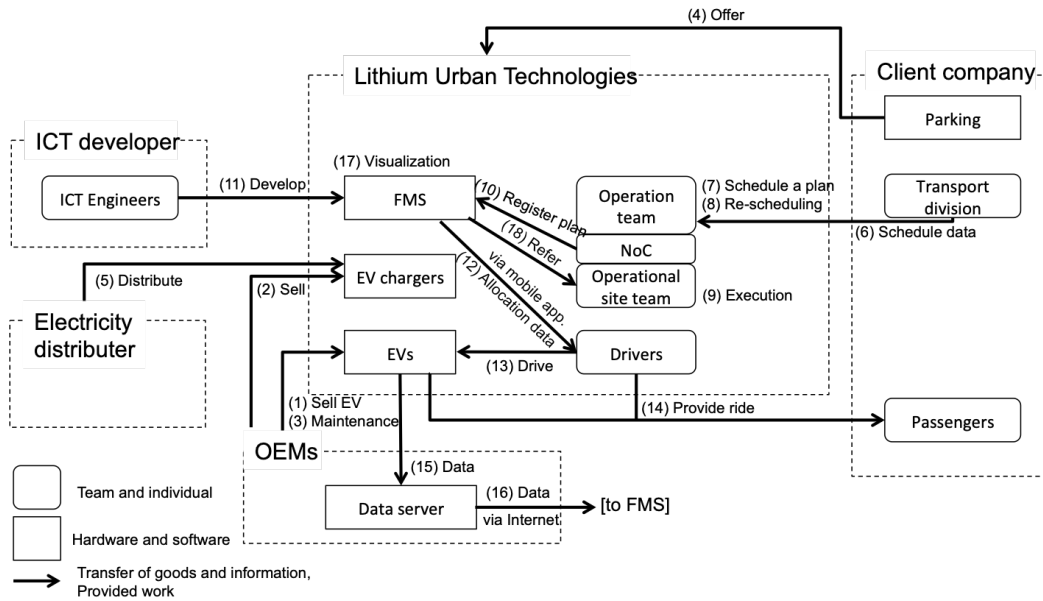 (4) Offer
Lithium Urban Technologies
Client company
Parking
ICT developer
(17) Visualization
ICT Engineers
(11) Develop
FMS
(10) Register plan
Operation
team
(7) Schedule a plan
(8) Re-scheduling
Transport
division
(6) Schedule data
(18) Refer
NoC
(5) Distribute
(2) Sell
EV chargers
(12) Allocation data
via mobile app.
Operational
site team
(9) Execution
Electricity
distributer
EVs
(13) Drive
Drivers
(1) Sell EV
(3) Maintenance
(14) Provide ride
Passengers
OEMs
(15) Data
Data server
(16) Data
via Internet
[to FMS]
Team and individual
Hardware and software
Transfer of goods and information,
Provided work